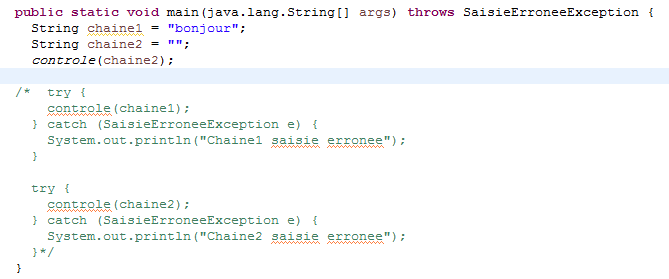 public static void main(java.lang.String[] args) throws SaisieErroneeException {
String chaine1 = "bonjour";
String chaine2 = "";
controle(chaine2);
/* try {
controle(chaine1);
} catch (SaisieErroneeException e) {
System.out.println("Chaine1 saisie erronee");
}
try {
controle(chaine2);
} catch (SaisieErroneeException e) {
System.out.println("Chaine2 saisie erronee");
}*/
}